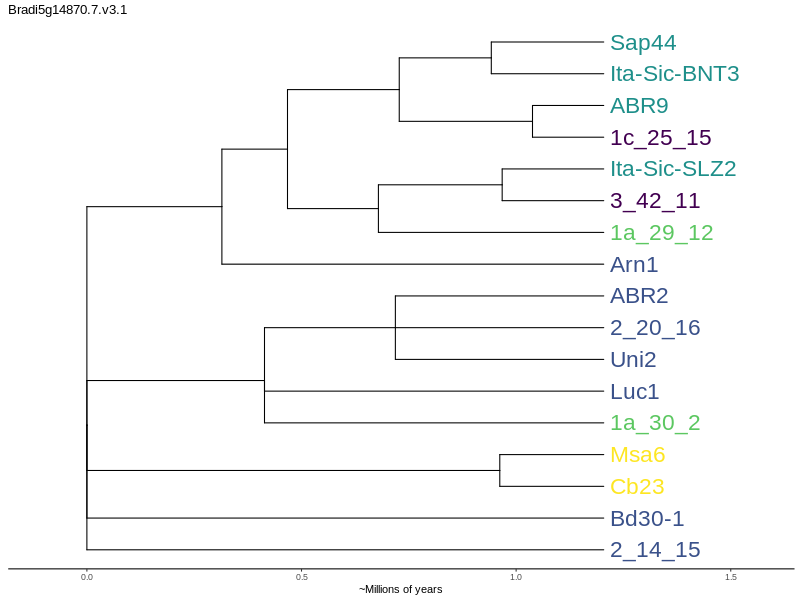 Bradi5g14870.7.v3.1
Sap44
Ita-Sic-BNT3
ABR9
1c_25_15
Ita-Sic-SLZ2
3_42_11
1a_29_12
Arn1
ABR2
2_20_16
Uni2
Luc1
1a_30_2
Msa6
Cb23
Bd30-1
2_14_15
0.0 0.5 1.0 1.5
~Millions of years